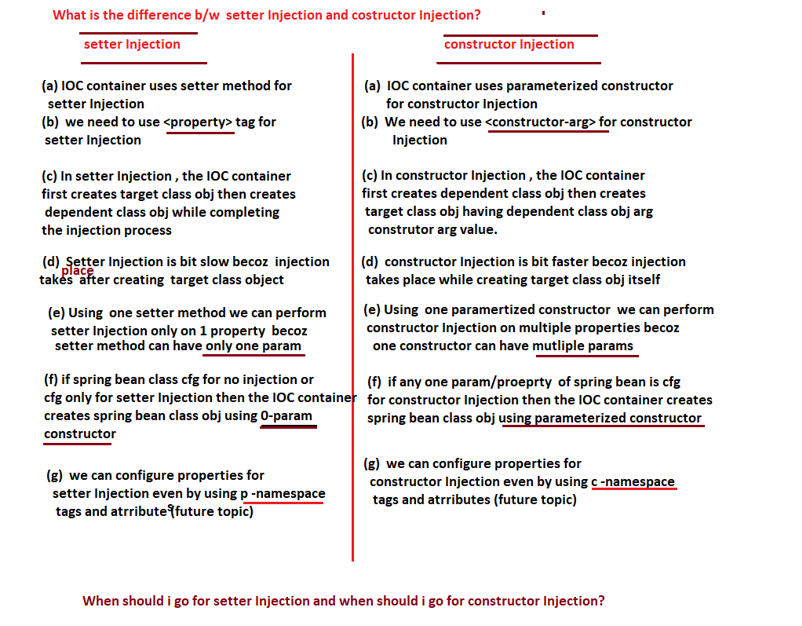 What is the difference b/w setter Injection and costructor Injection?
setter Injection
(a) IOC container uses setter method for
setter Injection
(b) we need to use <property> tag for
setter Injection
(c) In setter Injection , the IOC container
first creates target class obj then creates
dependent class obj while completing
the injection process
(d) Setter Injection is bit slow becoz injection
place
takes after creating target class object
(e) Using one setter method we can perform
setter Injection only on 1 property becoz
setter method can have only one param
(f) if spring bean class cfg for no injection or
cfg only for setter Injection then the IOC container
creates spring bean class obj using 0-param
constructor
(g) we can configure properties for
setter Injection even by using p -namespace
tags and atrributes (future topic)
constructor Injection
(a) IOC container uses parameterized constructor
for constructor Injection
(b) We need to use <constructor-arg> for constructor
Injection
(c) In constructor Injection , the IOC container
first creates dependent class obj then creates
target class obj having dependent class obj arg
construtor arg value.
(d) constructor Injection is bit faster becoz injection
takes place while creating target class obj itself
(e) Using one paramertized constructor we can perform
constructor Injection on multiple properties becoz
one constructor can have mutliple params
(f) if any one param/proeprty of spring bean is cfg
for constructor Injection then the IOC container creates
spring bean class obj using parameterized constructor
(g) we can configure properties for
constructor Injection even by using c -namespace
tags and atrributes (future topic)
When should i go for setter Injection and when should i go for constructor Injection?